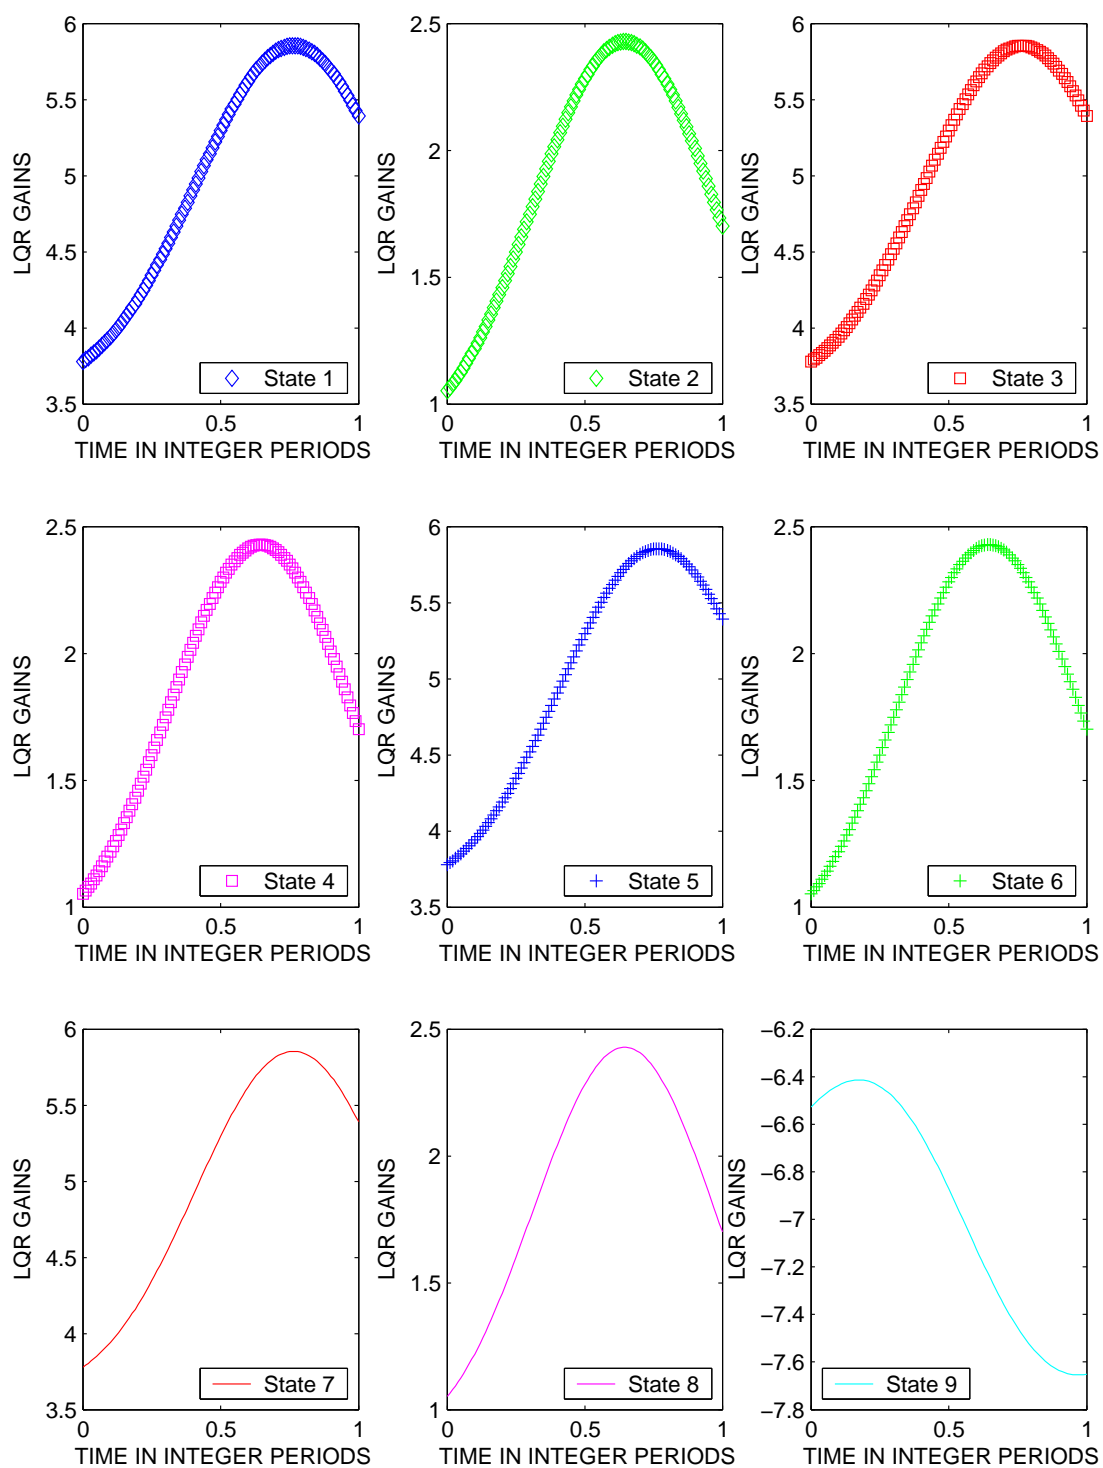 6
5.5
5
4.5
4
3.5
0 0.5 1
LQR GAINS
TIME IN INTEGER PERIODS
State 1
2.5
2
1.5
1
0 0.5 1
LQR GAINS
TIME IN INTEGER PERIODS
State 2
6
5.5
5
4.5
4
3.5
0 0.5 1
LQR GAINS
TIME IN INTEGER PERIODS
State 3
2.5
2
1.5
1
0 0.5 1
LQR GAINS
TIME IN INTEGER PERIODS
State 4
6
5.5
5
4.5
4
3.5
0 0.5 1
LQR GAINS
TIME IN INTEGER PERIODS
State 5
2.5
2
1.5
1
0 0.5 1
LQR GAINS
TIME IN INTEGER PERIODS
State 6
6
5.5
5
4.5
4
3.5
0 0.5 1
LQR GAINS
TIME IN INTEGER PERIODS
State 7
2.5
2
1.5
1
0 0.5 1
LQR GAINS
TIME IN INTEGER PERIODS
State 8
−6.2
−6.4
−6.6
−6.8
−7
−7.2
−7.4
−7.6
−7.8
0 0.5 1
LQR GAINS
TIME IN INTEGER PERIODS
State 9